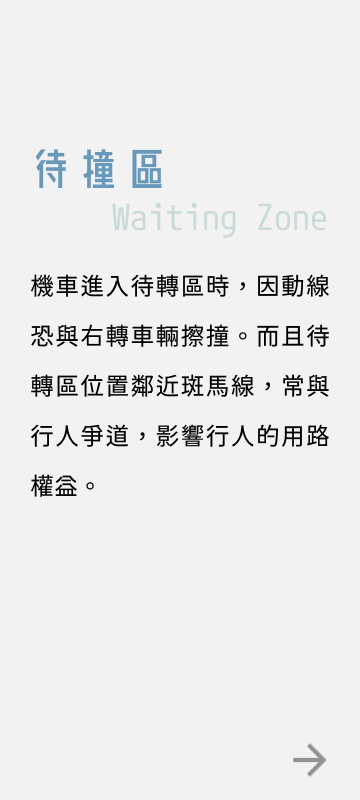 待撞區
Waiting Zone
機車進入待轉區時，因動線
恐與右轉車輛擦撞。而且待
轉區位置鄰近斑馬線，常與
行人爭道，影響行人的用路
權益。